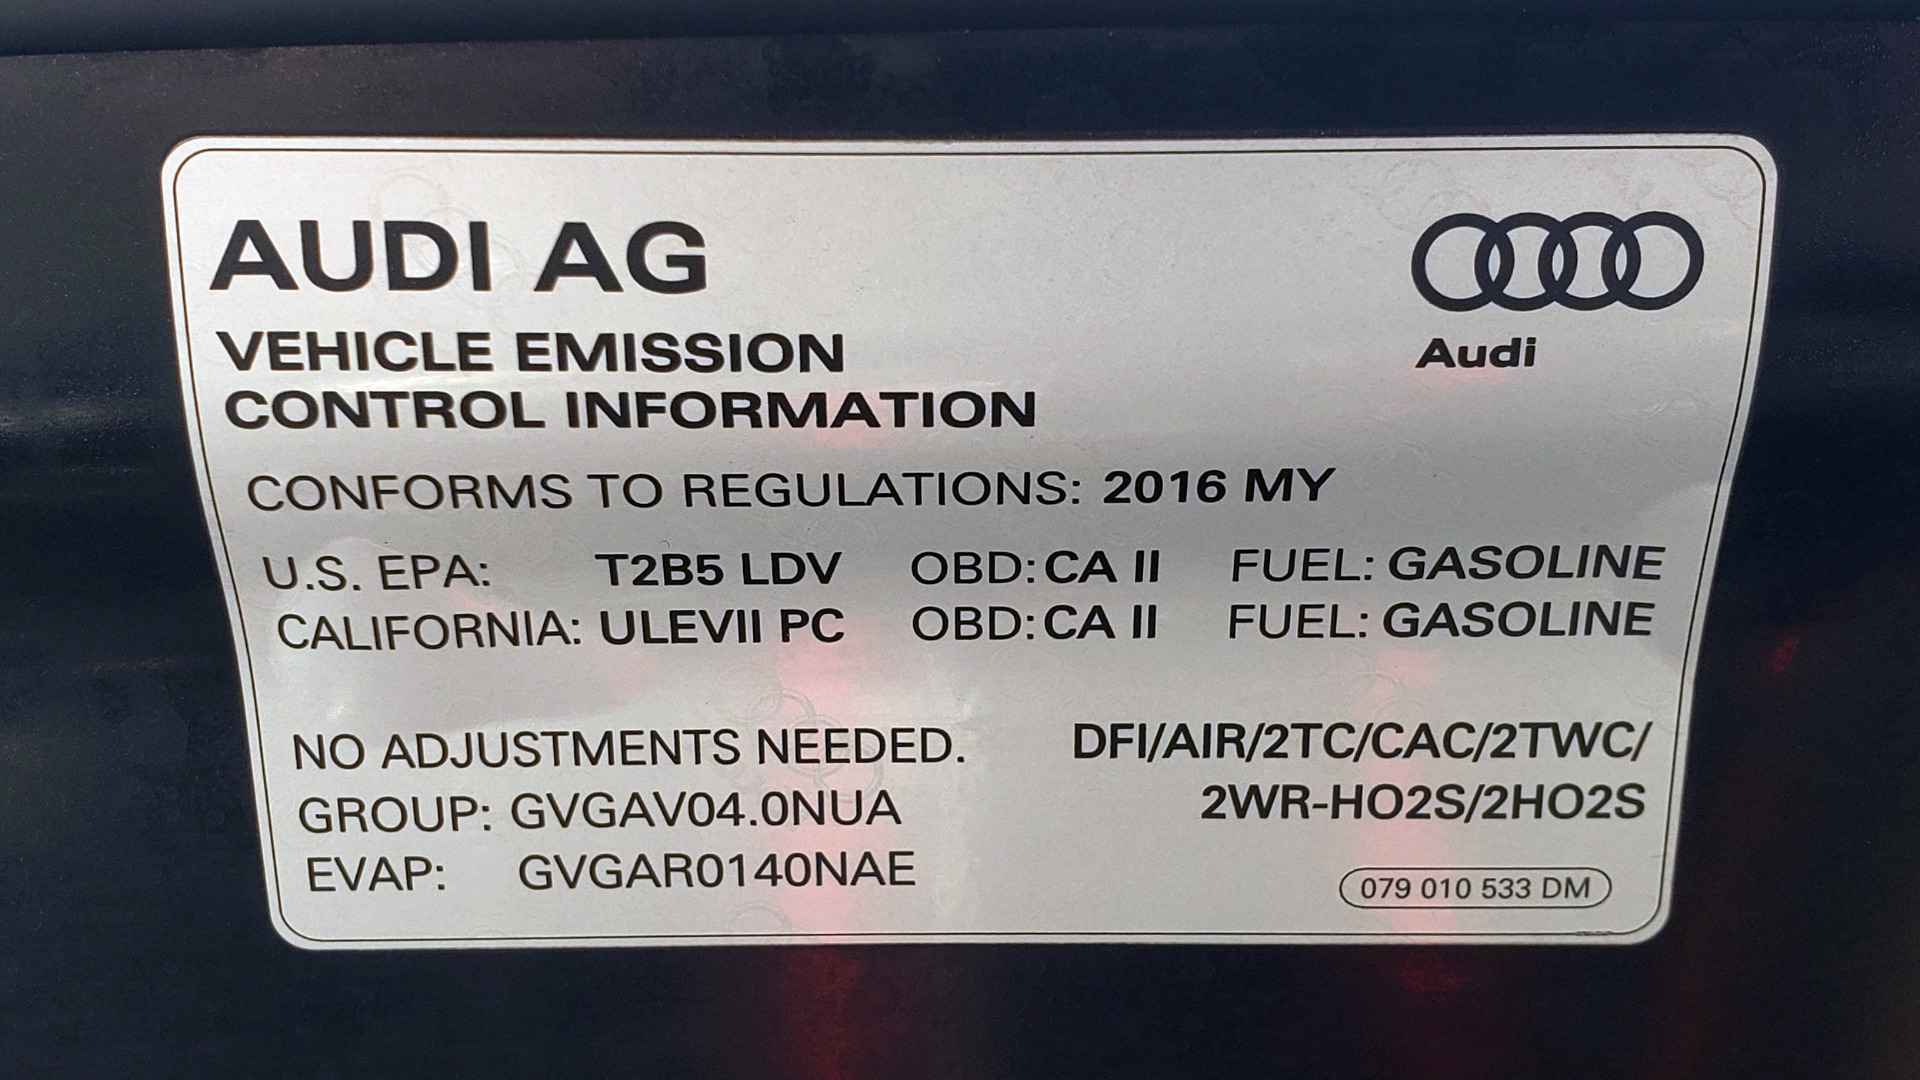 AUDI AG
Audi
VEHICLE EMISSION
CONTROL INFORMATION
CONFORMS TO REGULATIONS: 2016 MY
U.S. EPA: T2B5 LDV OBD: CA II FUEL: GASOLINE
CALIFORNIA: ULEVII PC OBD: CA II FUEL: GASOLINE
NO ADJUSTMENTS NEEDED. DFI/AIR/2TC/CAC/2TWC/
GROUP: GVGAV04.0NUA 2WR-HO2S/2HO2S
EVAP: GVGAR0140NAE 079 010 533 DM